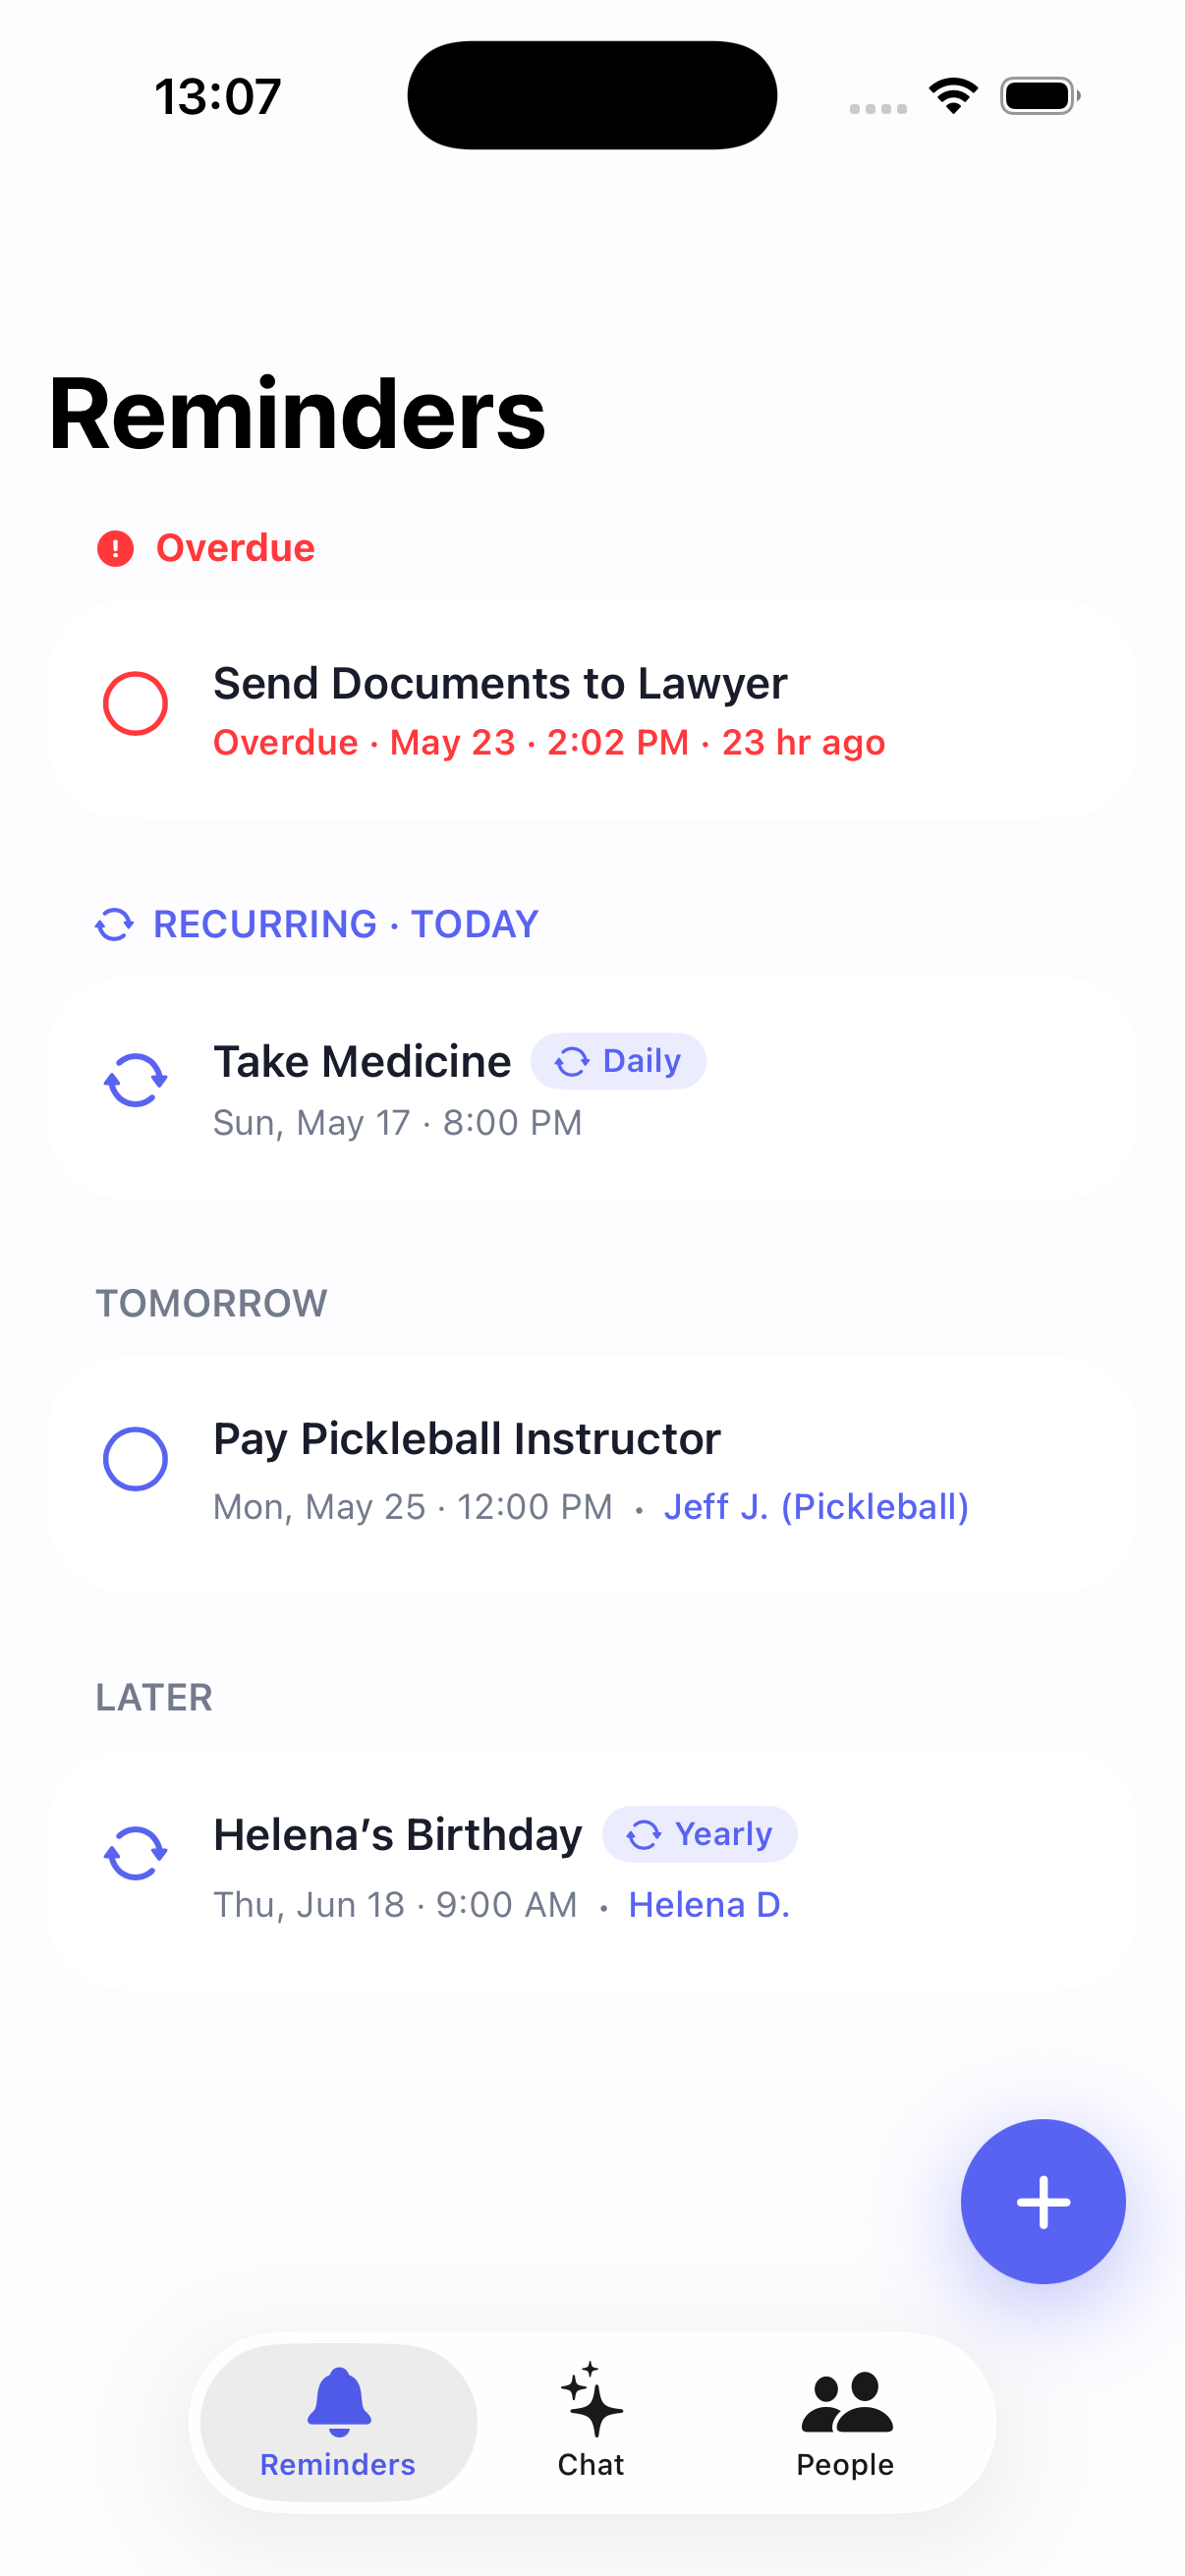 13:07
Reminders
Overdue
Send Documents to Lawyer
Overdue · May 23 · 2:02 PM · 23 hr ago
RECURRING · TODAY
Take Medicine Daily
Sun, May 17 · 8:00 PM
TOMORROW
Pay Pickleball Instructor
Mon, May 25 · 12:00 PM · Jeff J. (Pickleball)
LATER
Helena’s Birthday Yearly
Thu, Jun 18 · 9:00 AM · Helena D.
Reminders Chat People